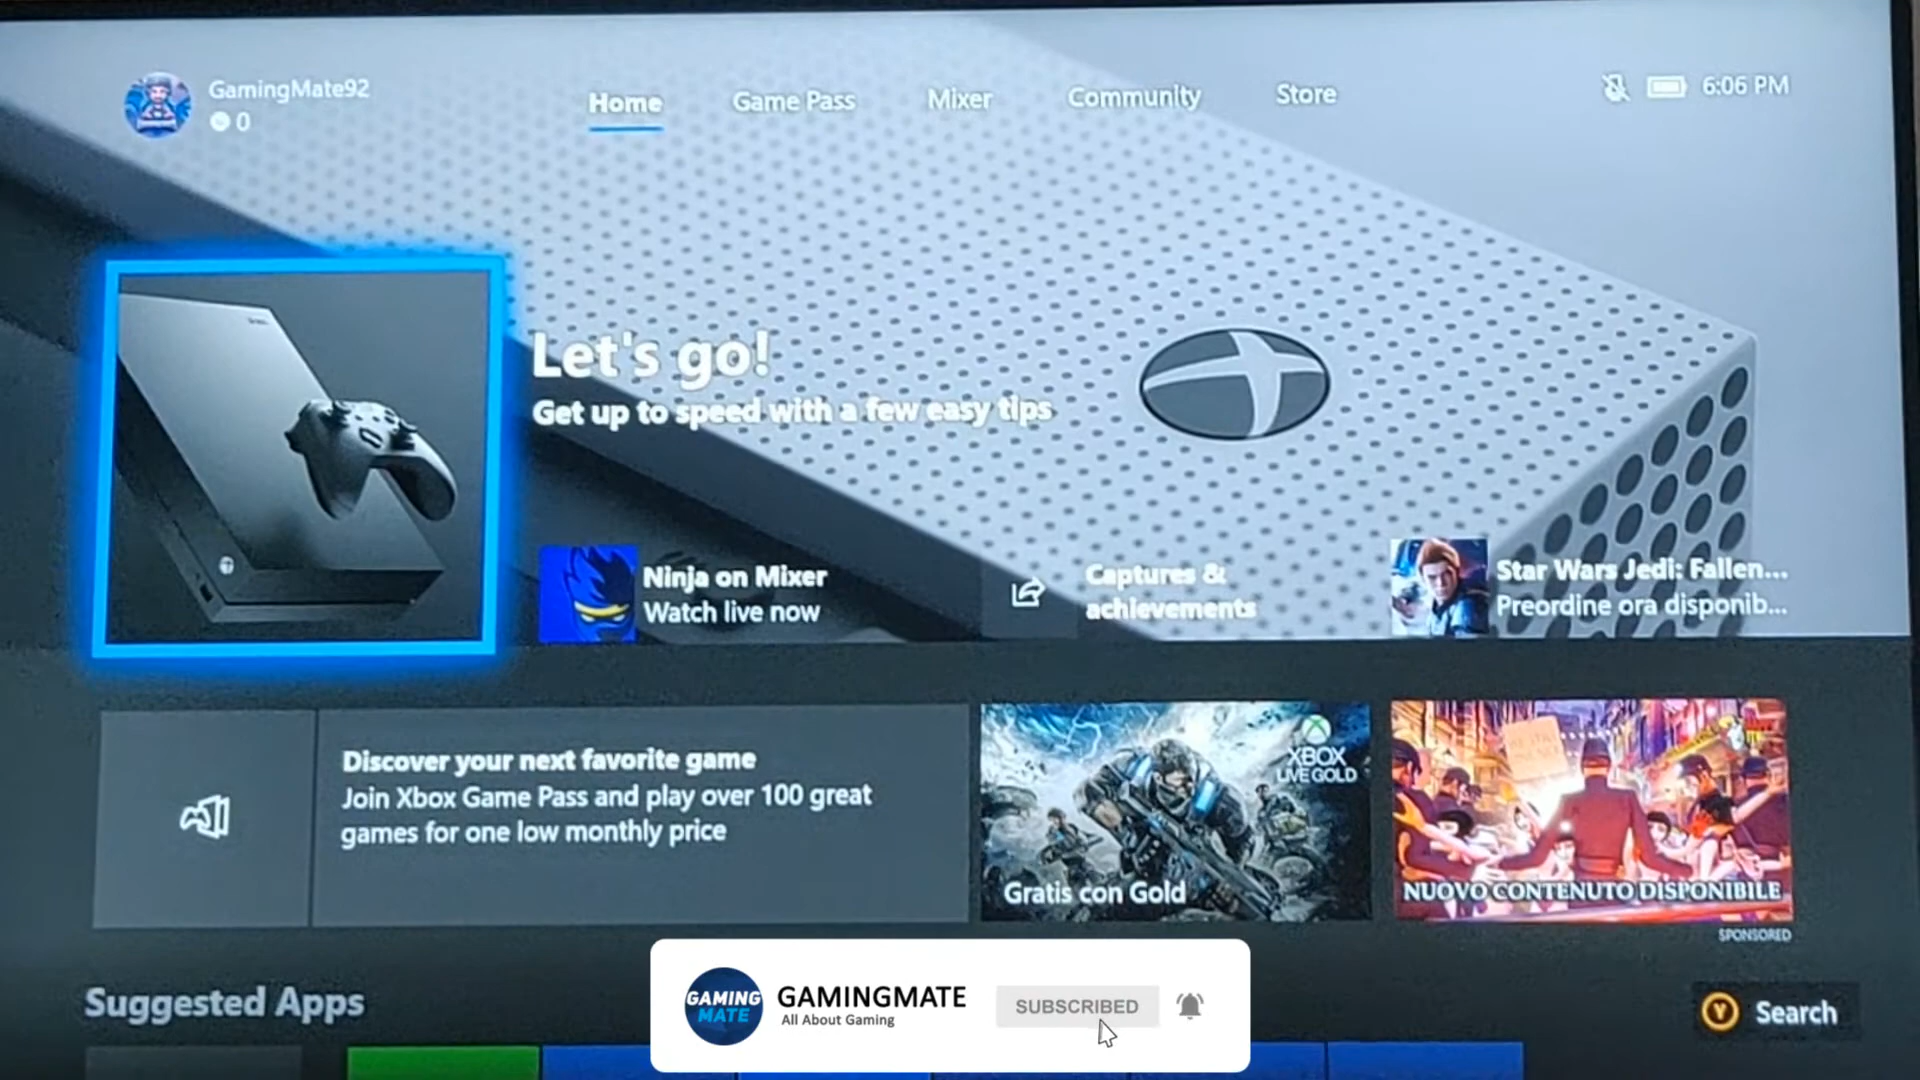 GamingMate92
0
Home
Game Pass
Mixer
Community
Store
6:06 PM
Let's go!
Get up to speed with a few easy tips
Ninja on Mixer
Watch live now
Captures &
achievements
Star Wars Jedi: Fallen...
Preordine ora disponib...
Discover your next favorite game
Join Xbox Game Pass and play over 100 great
games for one low monthly price
XBOX
LIVE GOLD
Gratis con Gold
NUOVO CONTENUTO DISPONIBILE
SPONSORED
Suggested Apps
Y
Search
GAMING
MATE
GAMINGMATE
All About Gaming
SUBSCRIBED